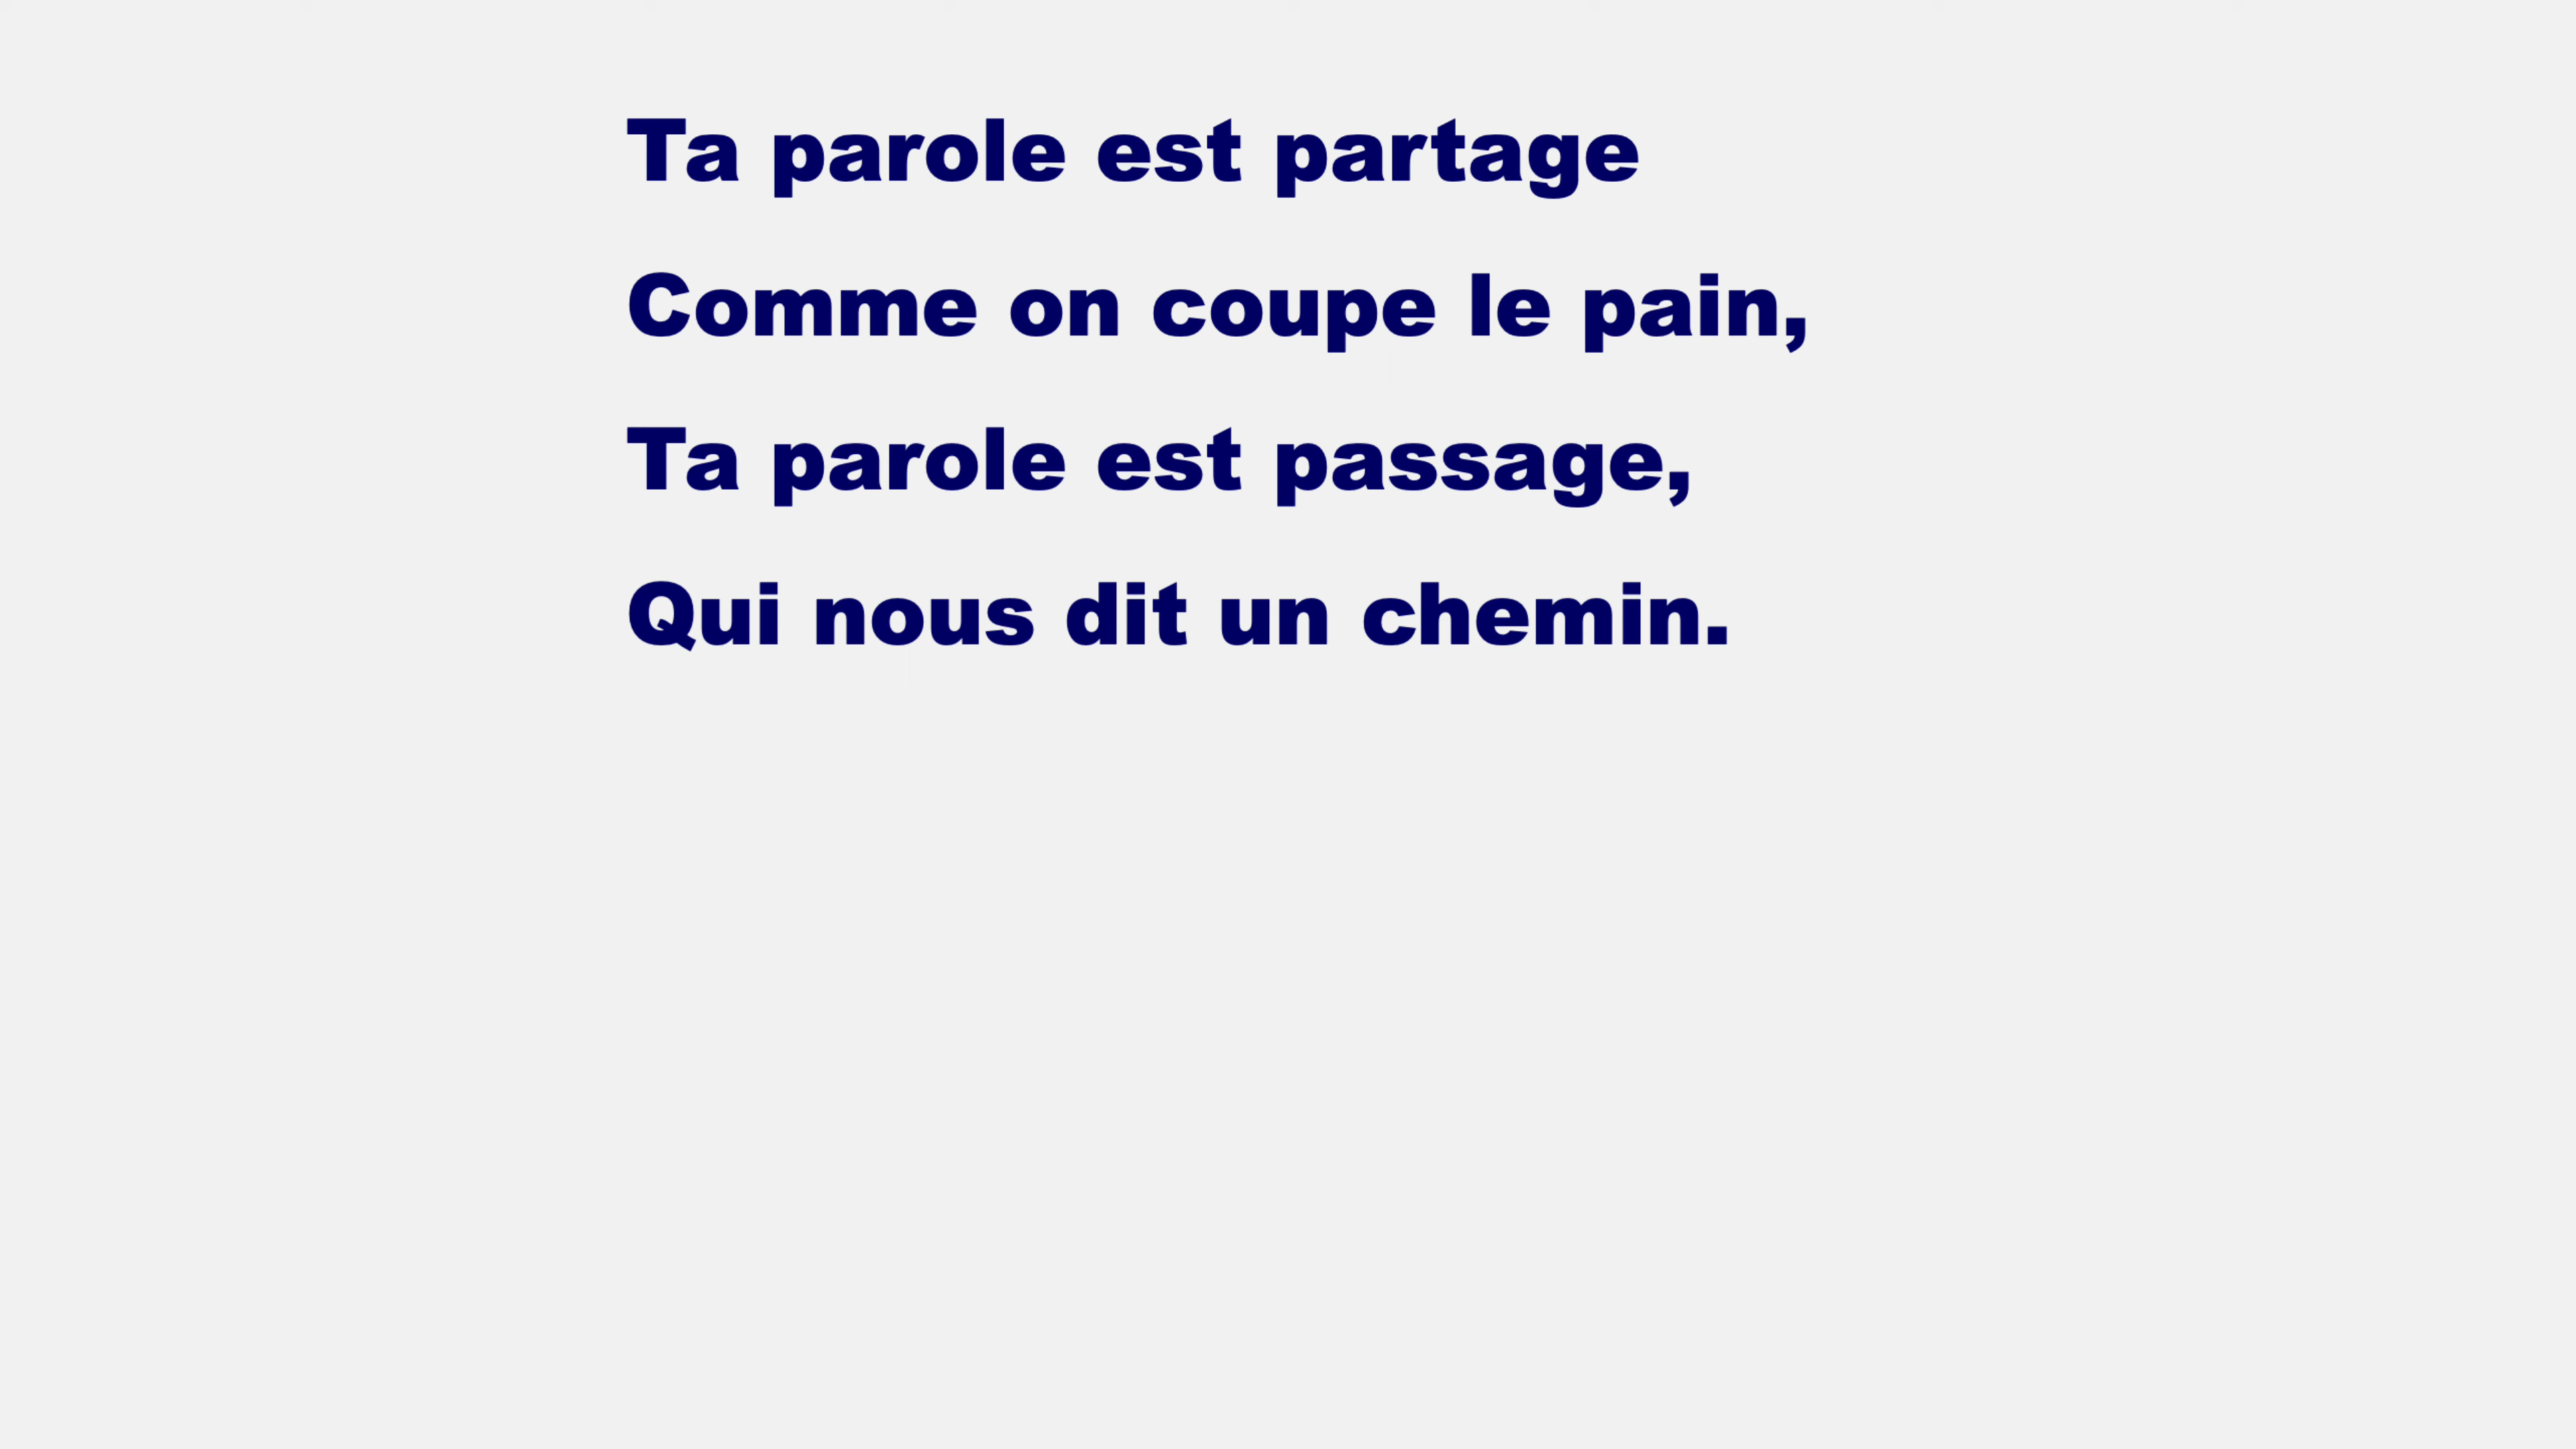 Ta parole est partage
Comme on coupe le pain,
Ta parole est passage,
Qui nous dit un chemin.